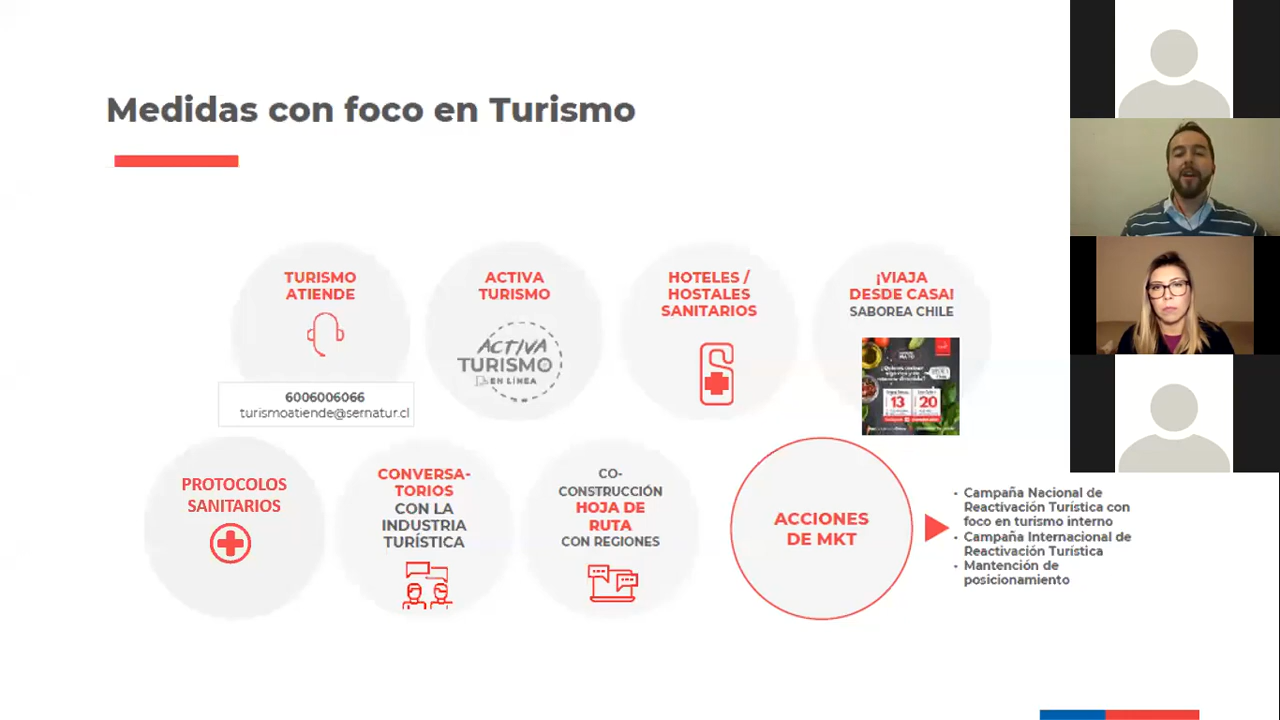 Medidas con foco en Turismo
TURISMO
ATIENDE
6006006066
turismoatiende@sernatur.cl
ACTIVA
TURISMO
ACTIVA
TURISMO
EN LÍNEA
HOTELES /
HOSTALES
SANITARIOS
¡VIAJA
DESDE CASA!
SABOREA CHILE
13
20
PROTOCOLOS
SANITARIOS
CONVERSA-
TORIOS
CON LA
INDUSTRIA
TURÍSTICA
CO-
CONSTRUCCIÓN
HOJA DE
RUTA
CON REGIONES
ACCIONES
DE MKT
- Campaña Nacional de
Reactivación Turística con
foco en turismo interno
- Campaña Internacional de
Reactivación Turística
- Mantención de
posicionamiento